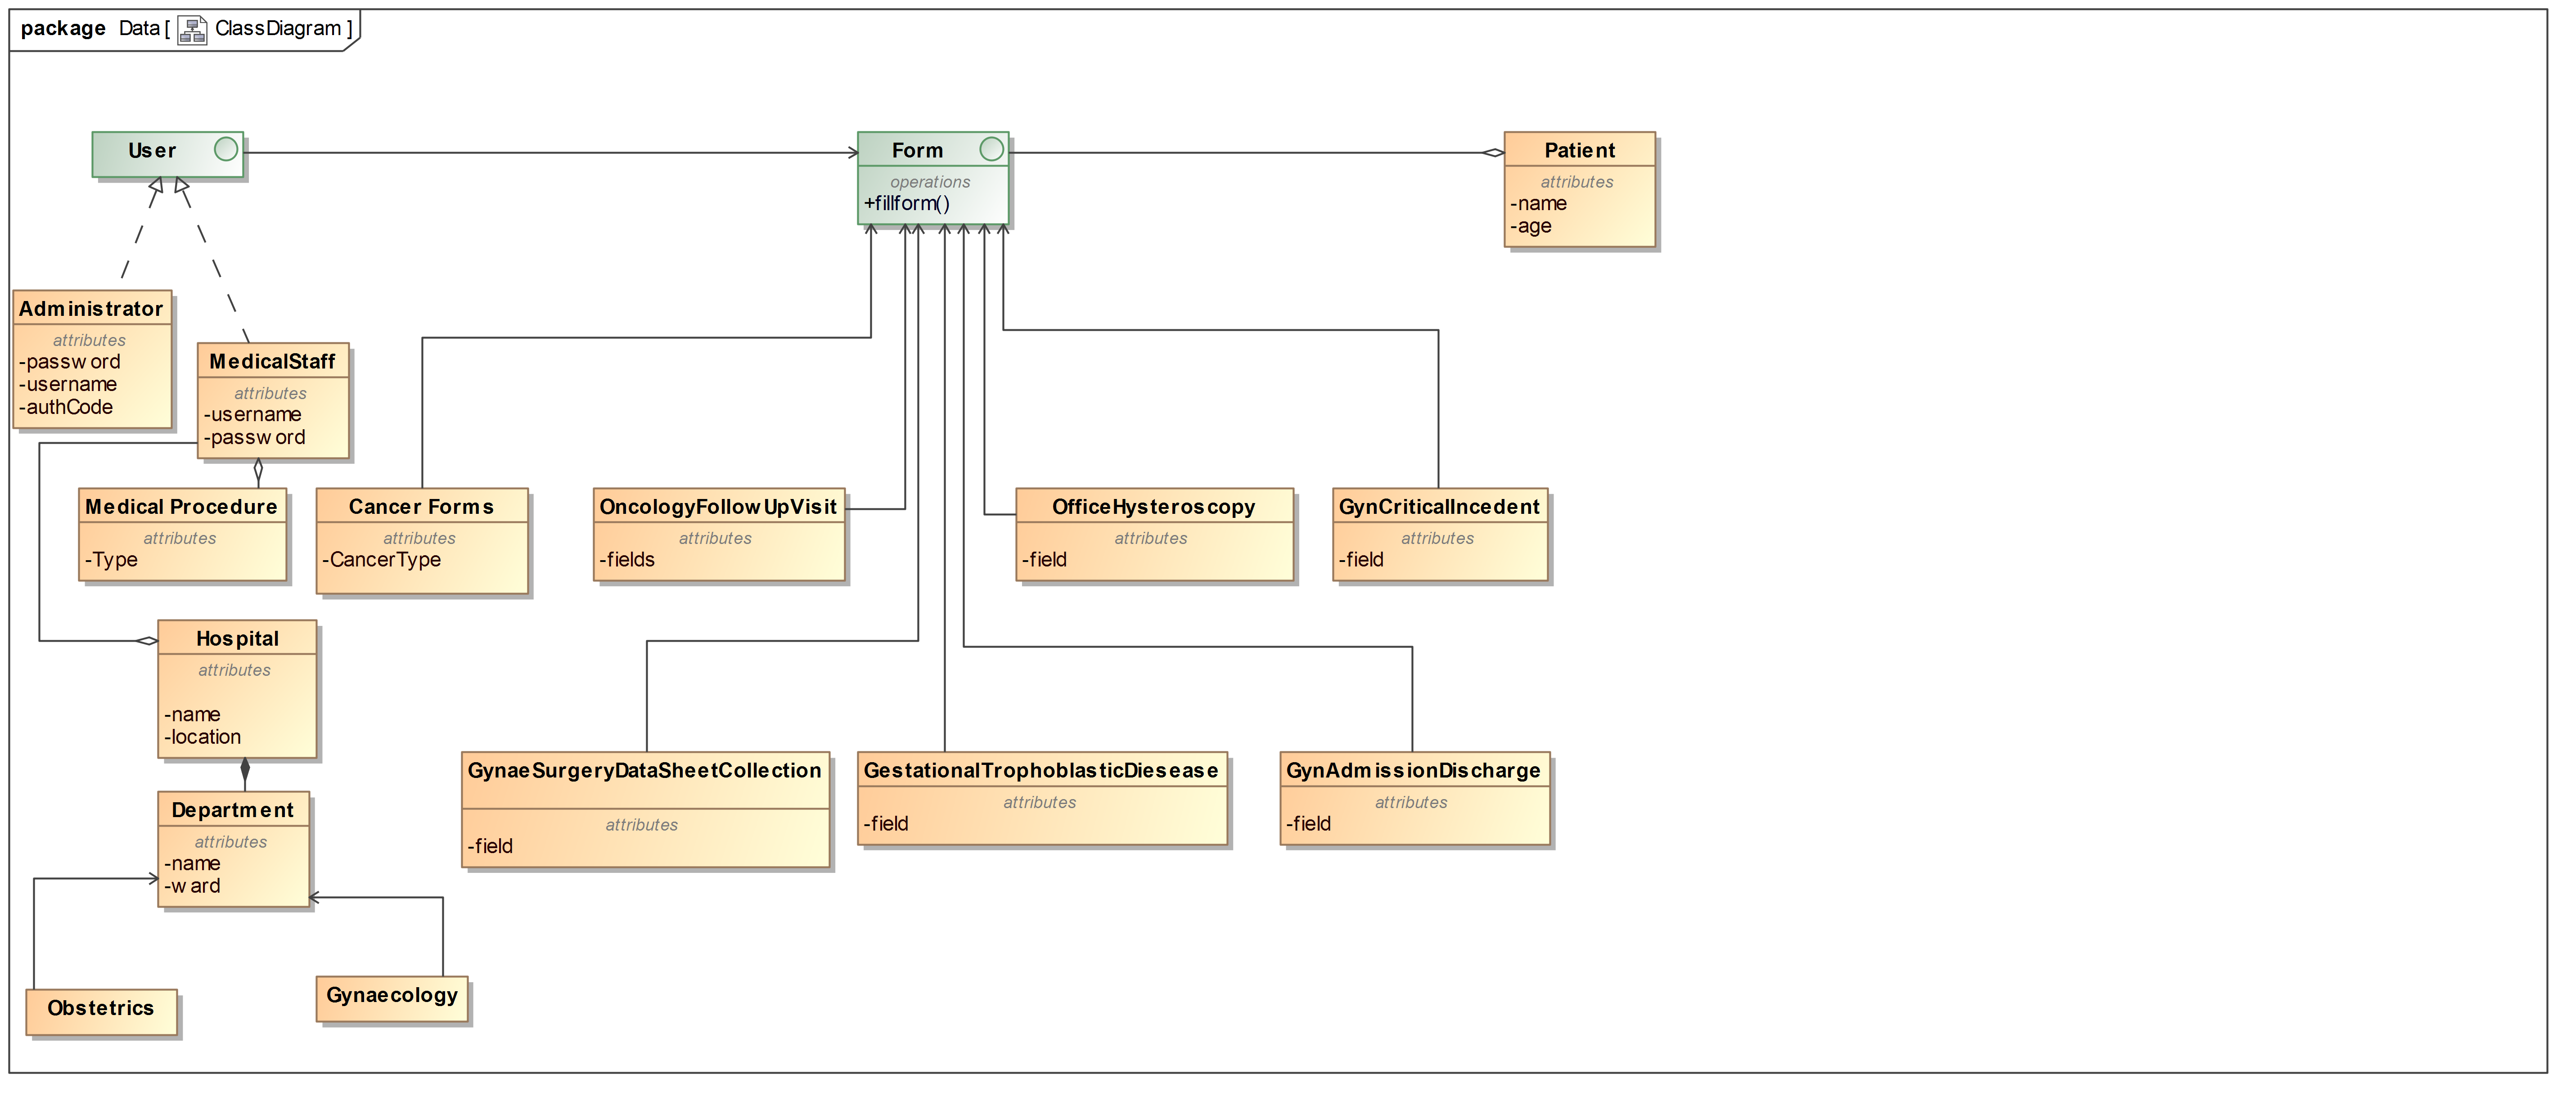 package Data [ ClassDiagram ]
User
Form
operations
+fillform()
Patient
attributes
-name
-age
Administrator
attributes
-password
-username
-authCode
MedicalStaff
attributes
-username
-password
Medical Procedure
attributes
-Type
Cancer Forms
attributes
-CancerType
OncologyFollowUpVisit
attributes
-fields
OfficeHysteroscopy
attributes
-field
GynCriticalIncedent
attributes
-field
Hospital
attributes
-name
-location
GynaeSurgeryDataSheetCollection
attributes
-field
GestationalTrophoblasticDiesease
attributes
-field
GynAdmissionDischarge
attributes
-field
Department
attributes
-name
-ward
Obstetrics
Gynaecology